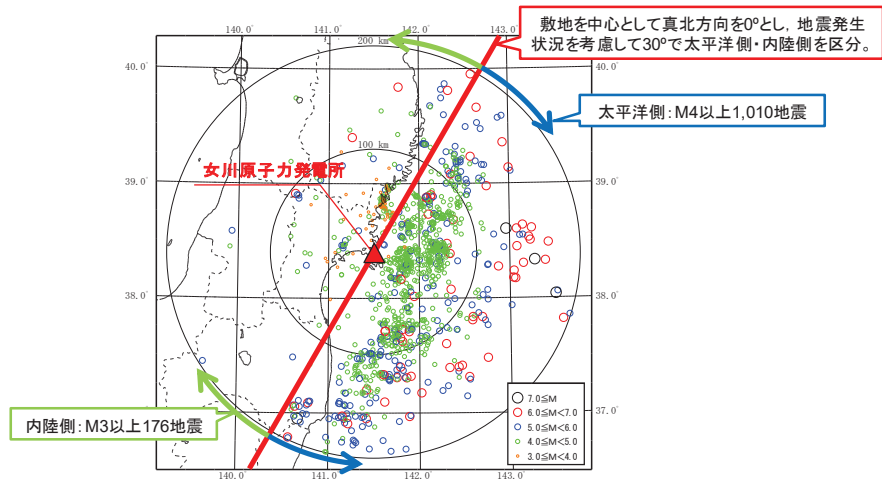 敷地を中心として真北方向を0ºとし，地震発生
状況を考慮して30ºで太平洋側・内陸側を区分。
140.0°
141.0°
142.0°
143.0°
200 km
40.0°
40.0°
太平洋側：M4以上1,010地震
100 km
女川原子力発電所
39.0°
39.0°
38.0°
38.0°
7.0≦M
6.0≦M<7.0
5.0≦M<6.0
4.0≦M<5.0
3.0≦M<4.0
内陸側：M3以上176地震
37.0°
37.0°
140.0°
141.0°
142.0°
143.0°